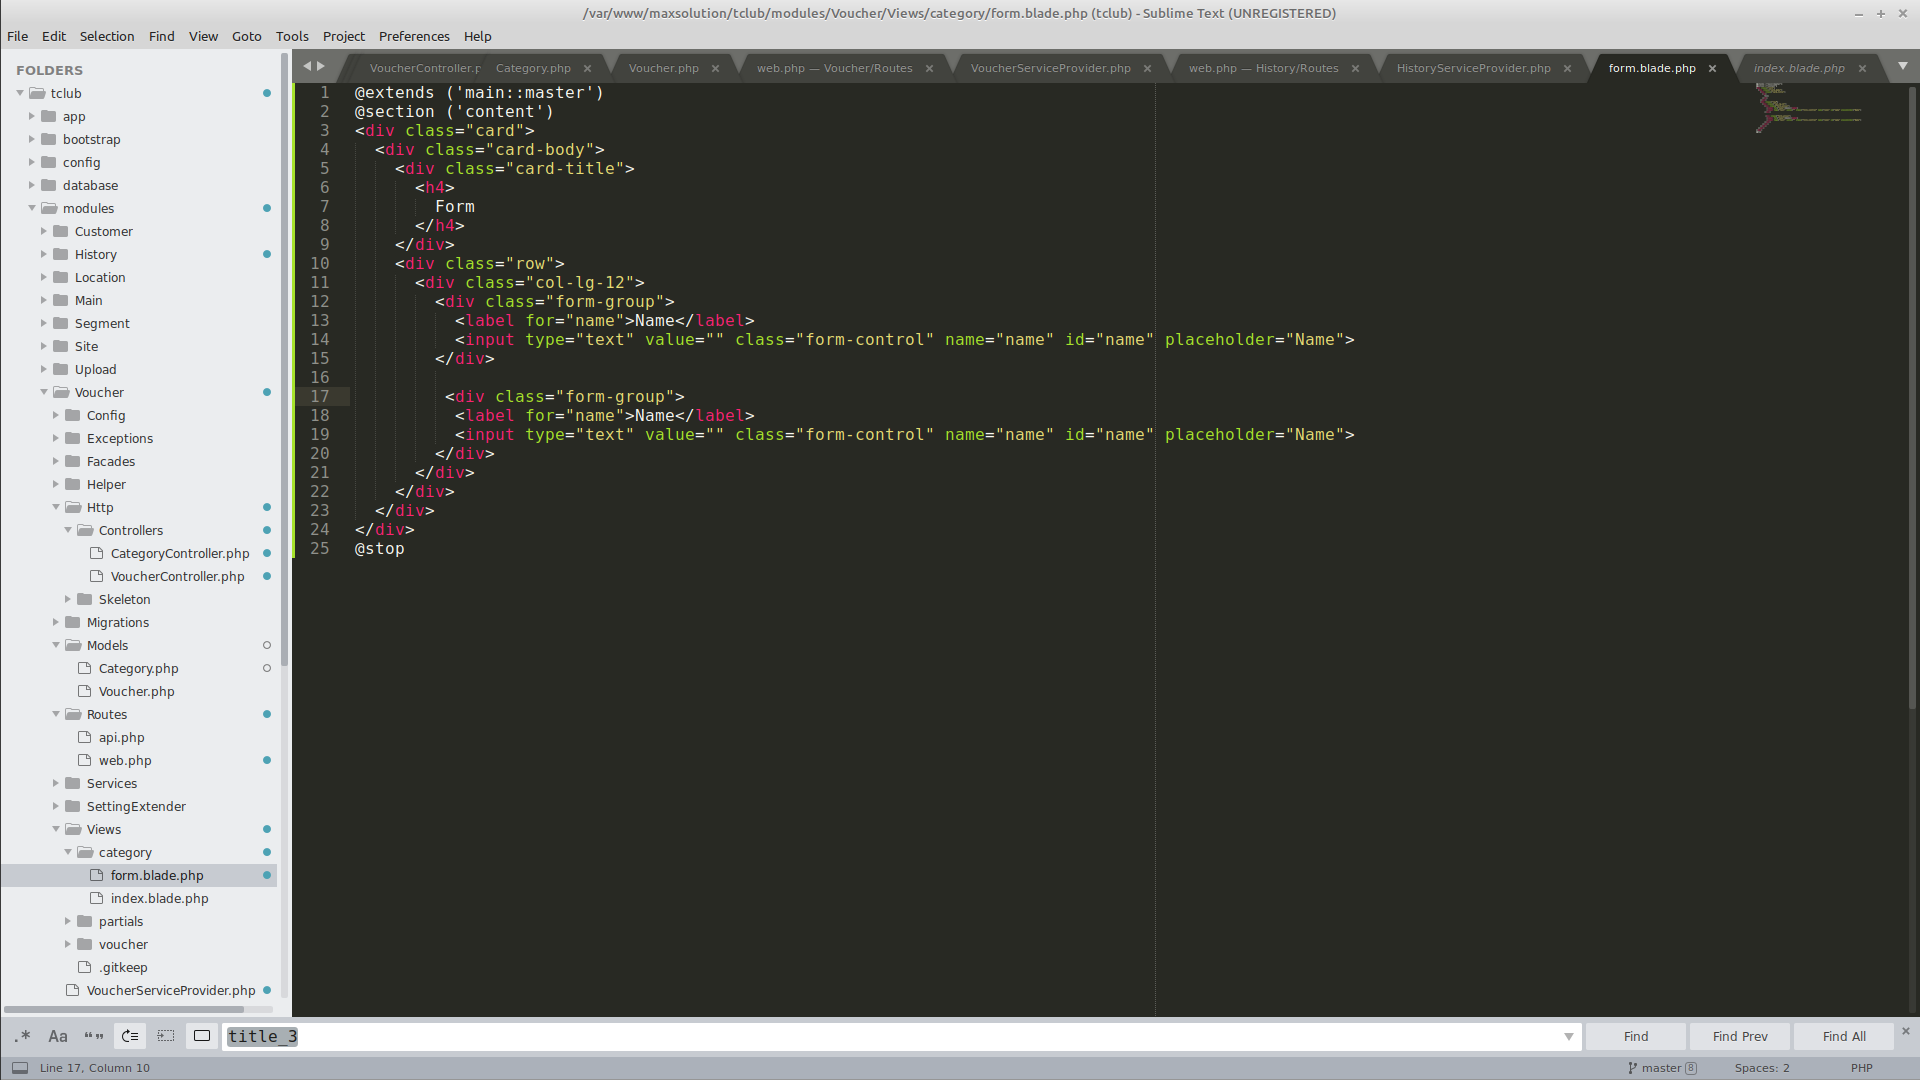 /var/www/maxsolution/tclub/modules/Voucher/Views/category/form.blade.php (tclub) - Sublime Text (UNREGISTERED)
File Edit Selection Find View Goto Tools Project Preferences Help
FOLDERS
tclub
app
bootstrap
config
database
modules
Customer
History
Location
Main
Segment
Site
Upload
Voucher
Config
Exceptions
Facades
Helper
Http
Controllers
CategoryController.php
VoucherController.php
Skeleton
Migrations
Models
Category.php
Voucher.php
Routes
api.php
web.php
Services
SettingExtender
Views
category
form.blade.php
index.blade.php
partials
voucher
.gitkeep
VoucherServiceProvider.php
VoucherController.p Category.php Voucher.php web.php — Voucher/Routes VoucherServiceProvider.php web.php — History/Routes HistoryServiceProvider.php form.blade.php index.blade.php
1 @extends ('main::master')
2 @section ('content')
3 <div class="card">
4 <div class="card-body">
5 <div class="card-title">
6 <h4>
7 Form
8 </h4>
9 </div>
10 <div class="row">
11 <div class="col-lg-12">
12 <div class="form-group">
13 <label for="name">Name</label>
14 <input type="text" value="" class="form-control" name="name" id="name" placeholder="Name">
15 </div>
16
17 <div class="form-group">
18 <label for="name">Name</label>
19 <input type="text" value="" class="form-control" name="name" id="name" placeholder="Name">
20 </div>
21 </div>
22 </div>
23 </div>
24 </div>
25 @stop
.* Aa “” title_3 Find Find Prev Find All
Line 17, Column 10 master 8 Spaces: 2 PHP